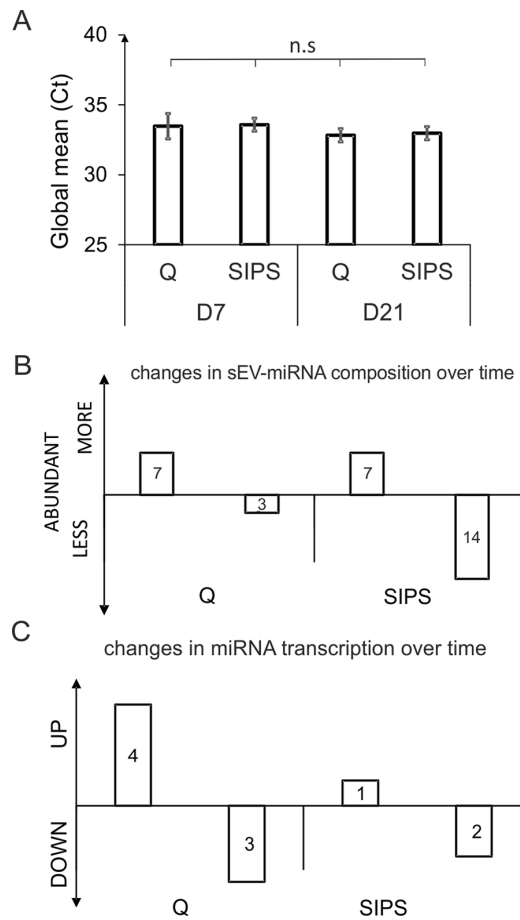 A
40
n.s
35
Global mean (Ct)
30
25
Q SIPS Q SIPS
D7 D21
B
changes in sEV-miRNA composition over time
MORE
ABUNDANT
LESS
7 3 7 14
Q SIPS
C
changes in miRNA transcription over time
UP
DOWN
4 3 1 2
Q SIPS